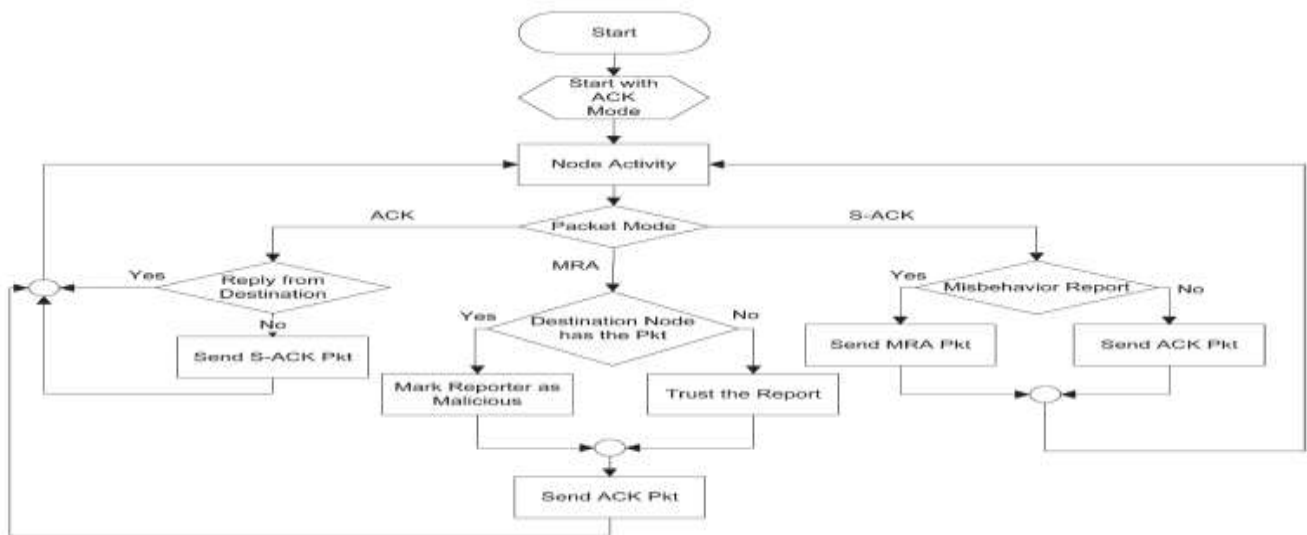 Start
Start with
ACK
Mode
Node Activity
ACK
Packet Mode
S-ACK
MRA
Yes
Reply from
Destination
No
Send S-ACK Pkt
Yes
Destination Node
has the Pkt
No
Mark Reporter as
Malicious
Trust the Report
Send ACK Pkt
Yes
Misbehavior Report
No
Send MRA Pkt
Send ACK Pkt